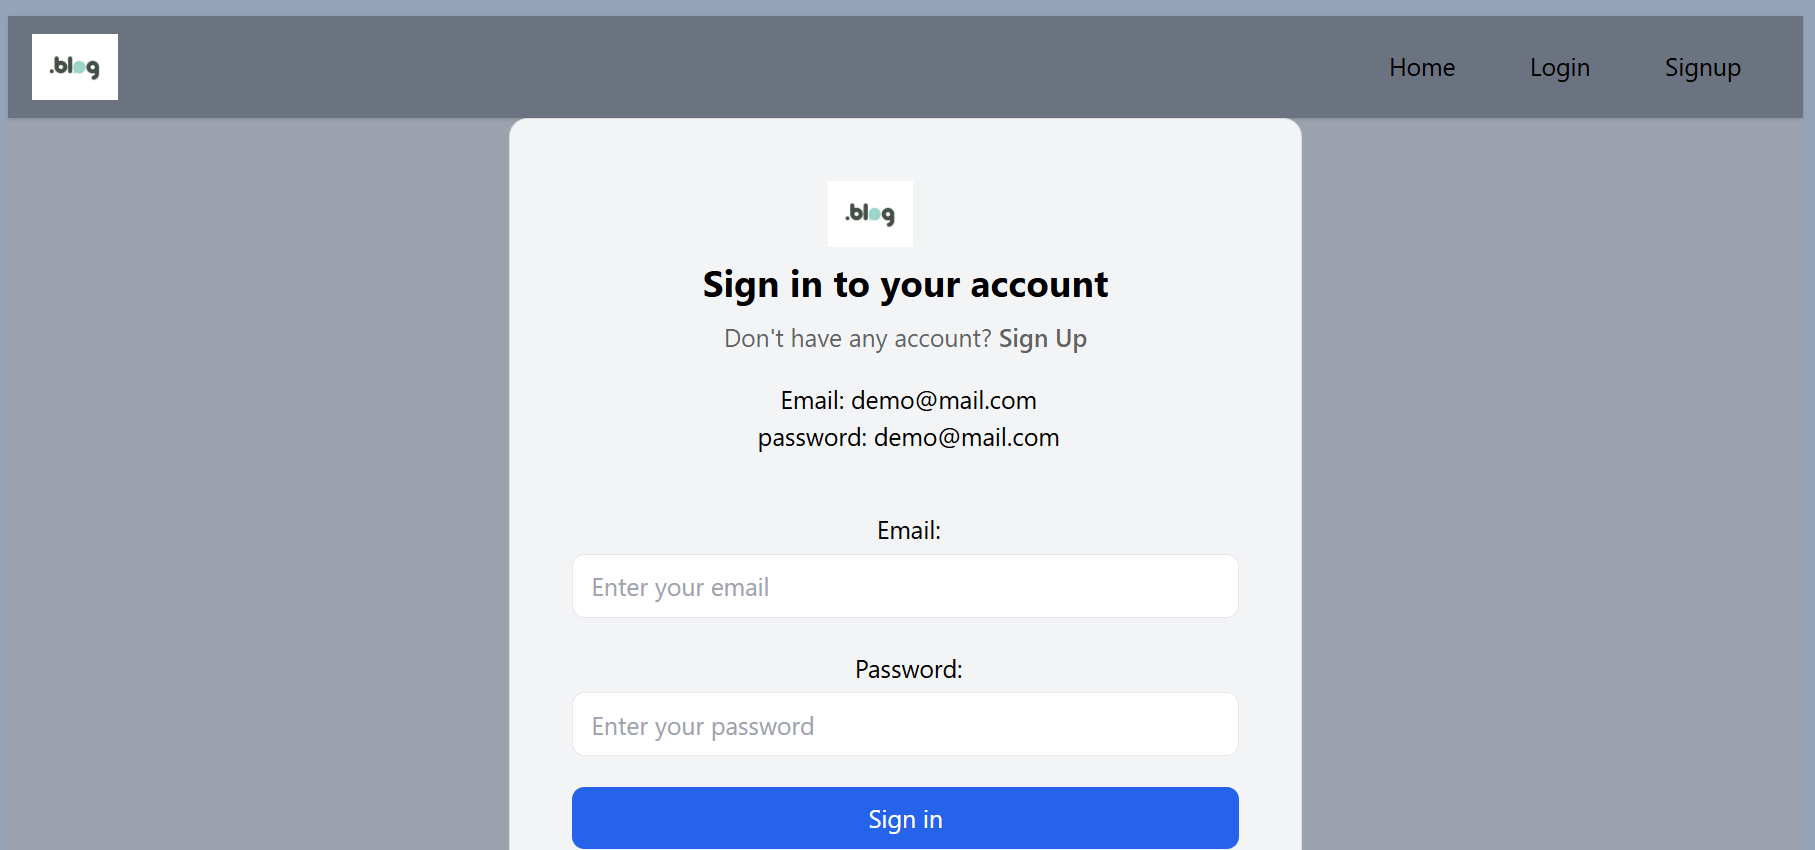 .blog
Home Login Signup
.blog
Sign in to your account
Don't have any account? Sign Up
Email: demo@mail.com
password: demo@mail.com
Email:
Enter your email
Password:
Enter your password
Sign in